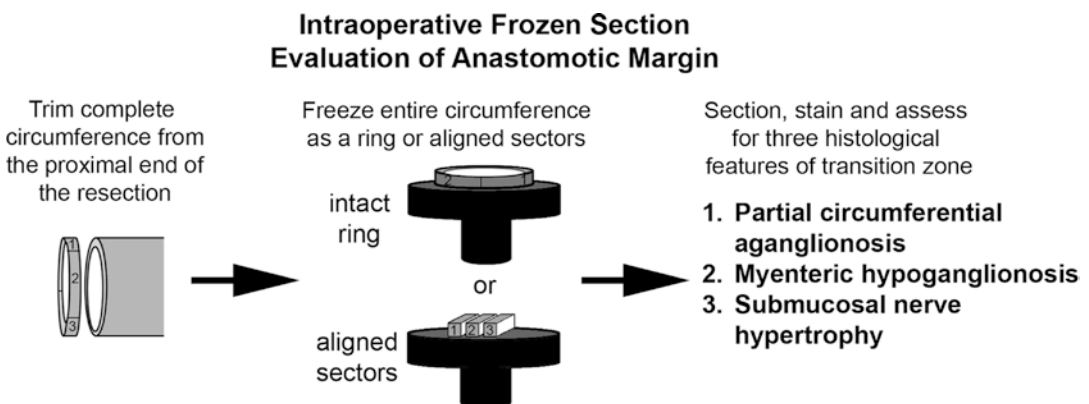 Intraoperative Frozen Section
Evaluation of Anastomotic Margin
Trim complete
circumference from
the proximal end of
the resection
1
2
3
Freeze entire circumference
as a ring or aligned sectors
intact
ring
or
aligned
sectors
1 2 3
Section, stain and assess
for three histological
features of transition zone
1. Partial circumferential
aganglionosis
2. Myenteric hypoganglionosis
3. Submucosal nerve
hypertrophy